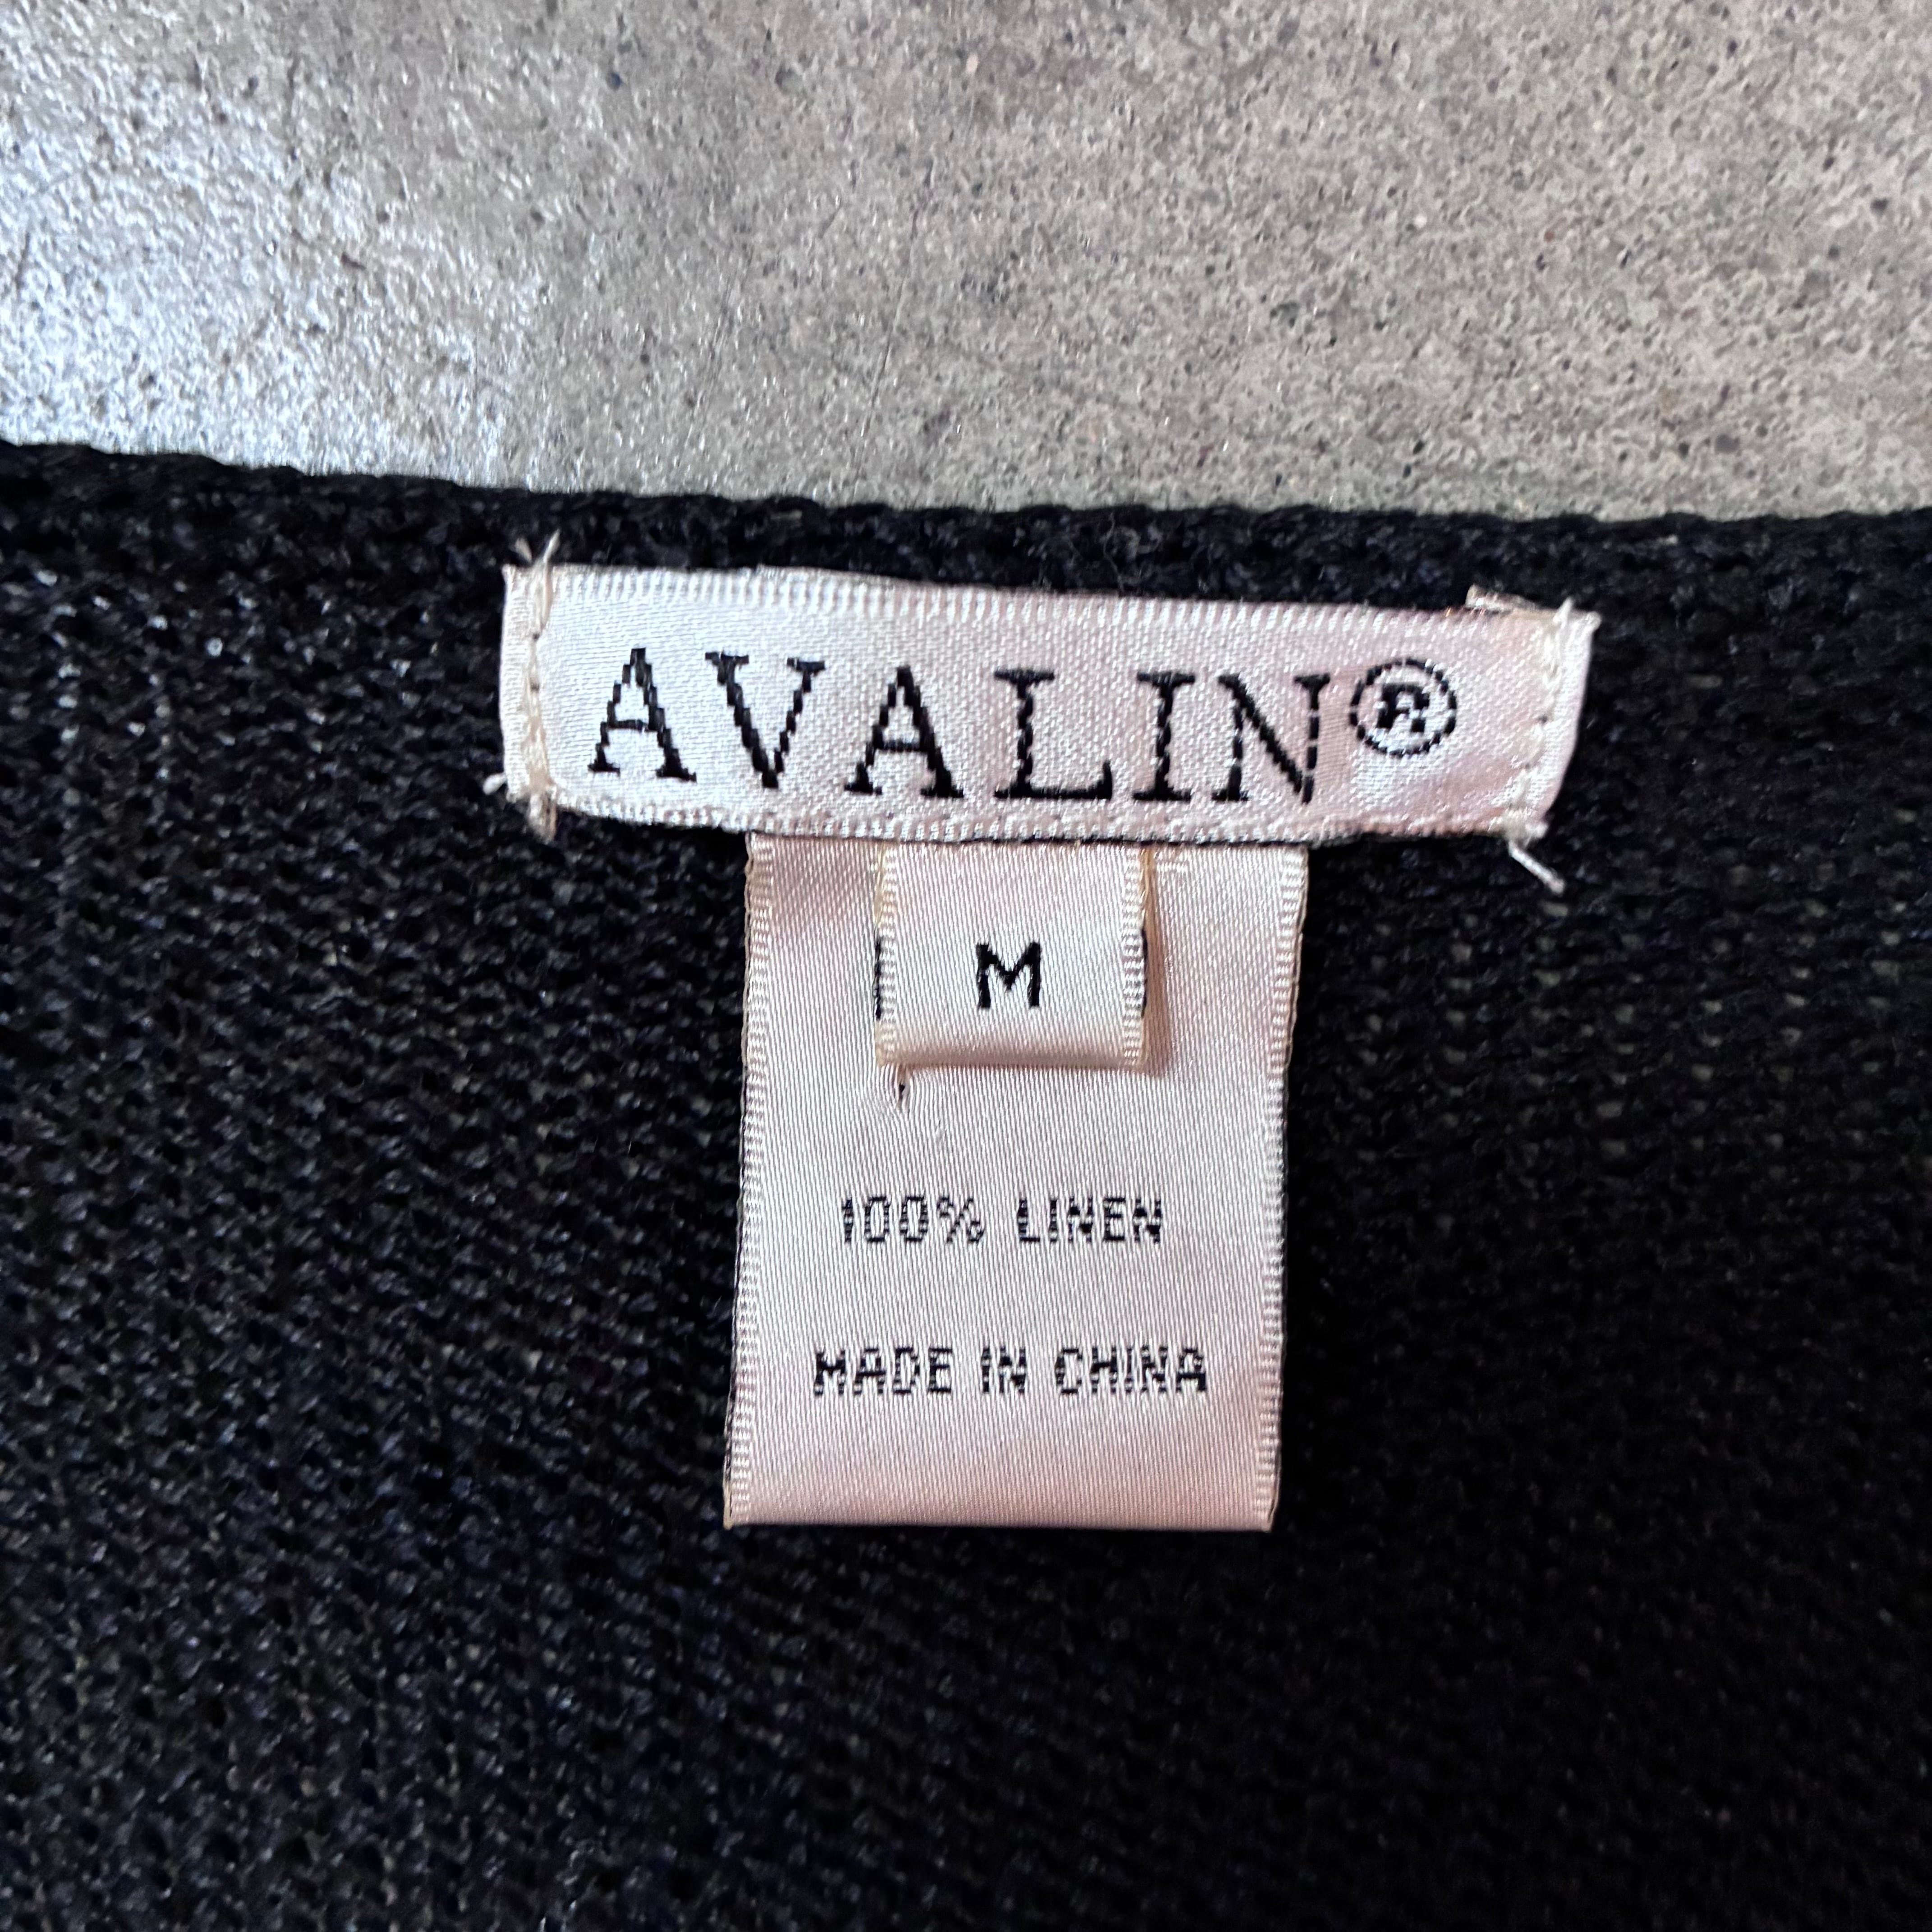 AVALIN®
M
100% LINEN
MADE IN CHINA